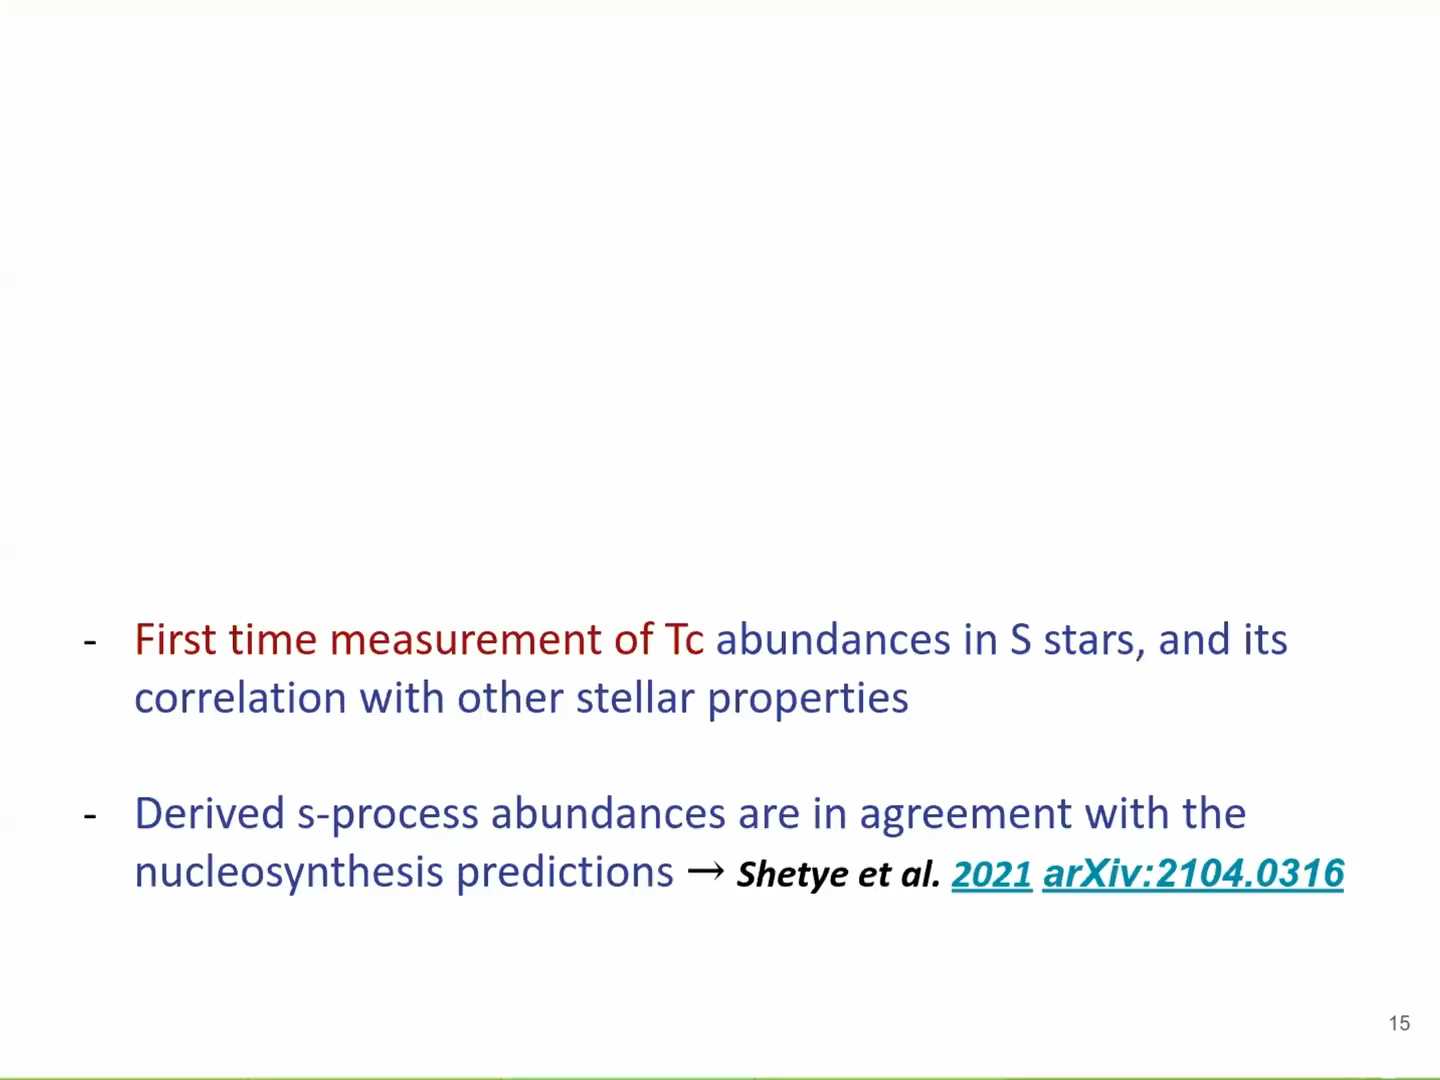 - First time measurement of Tc abundances in S stars, and its
correlation with other stellar properties
- Derived s-process abundances are in agreement with the
nucleosynthesis predictions → Shetye et al. 2021 arXiv:2104.0316
15